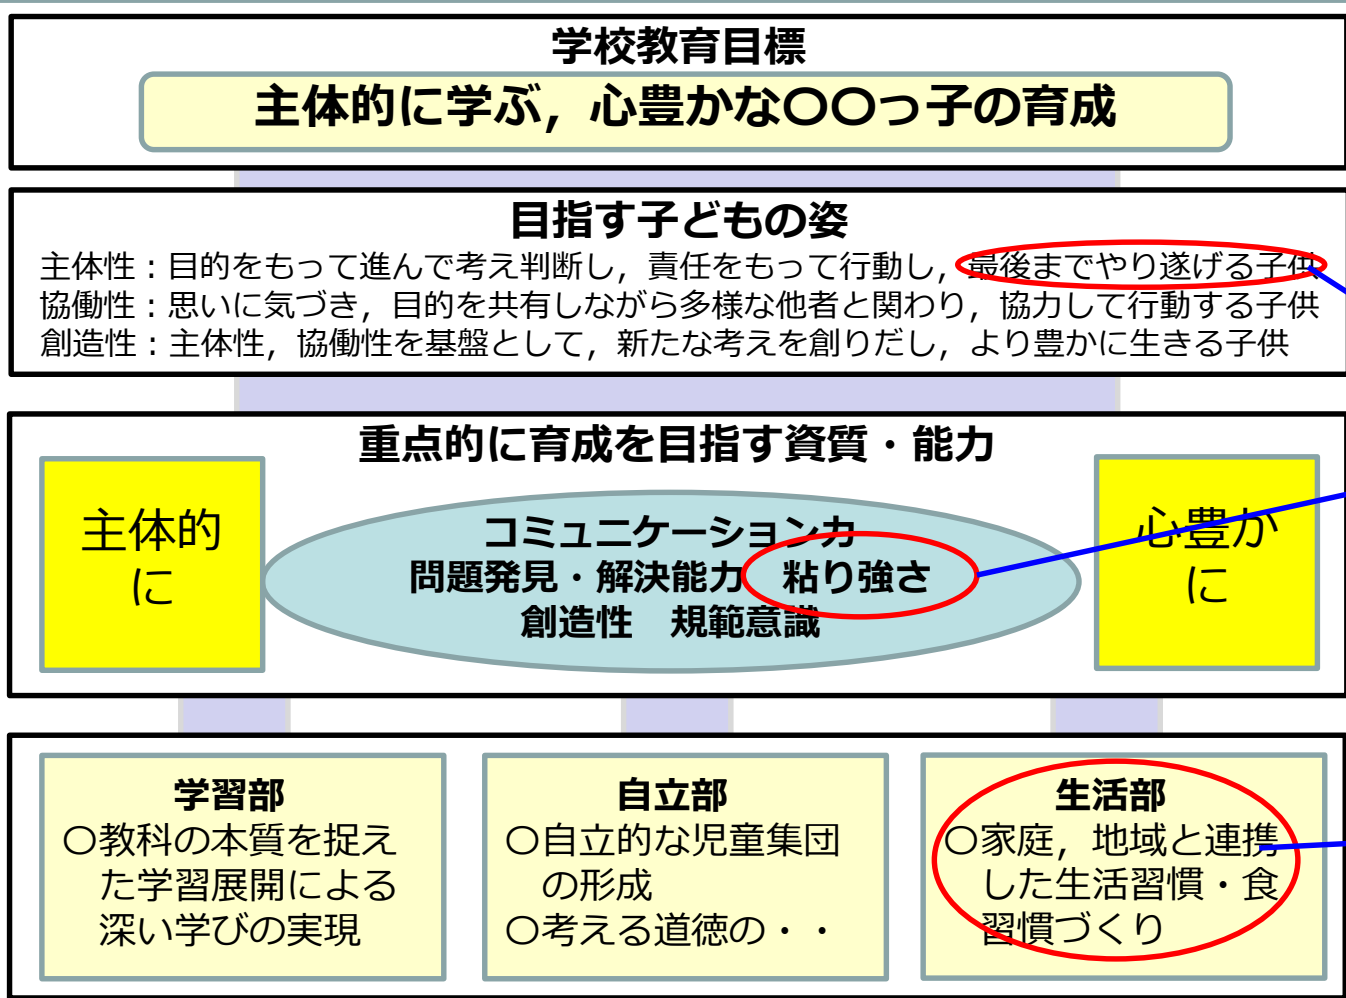 学校教育目標
主体的に学ぶ，心豊かな〇〇っ子の育成
目指す子どもの姿
主体性：目的をもって進んで考え判断し，責任をもって行動し，最後までやり遂げる子供
協働性：思いに気づき，目的を共有しながら多様な他者と関わり，協力して行動する子供
創造性：主体性，協働性を基盤として，新たな考えを創りだし，より豊かに生きる子供
重点的に育成を目指す資質・能力
主体的
に
コミュニケーション力
問題発見・解決能力　粘り強さ
創造性　規範意識
心豊か
に
学習部
〇教科の本質を捉え
た学習展開による
深い学びの実現
自立部
〇自立的な児童集団
の形成
〇考える道徳の・・
生活部
〇家庭，地域と連携
した生活習慣・食
習慣づくり